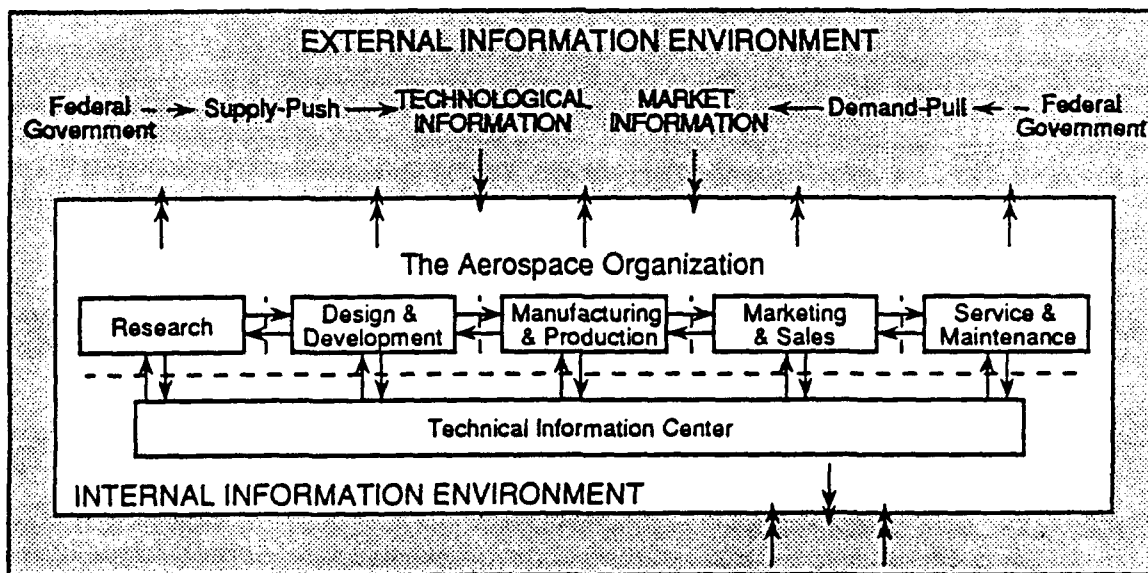 EXTERNAL INFORMATION ENVIRONMENT
Federal
Government
Supply-Push
TECHNOLOGICAL
INFORMATION
MARKET
INFORMATION
Demand-Pull
Federal
Government
The Aerospace Organization
Research
Design &
Development
Manufacturing
& Production
Marketing
& Sales
Service &
Maintenance
Technical Information Center
INTERNAL INFORMATION ENVIRONMENT